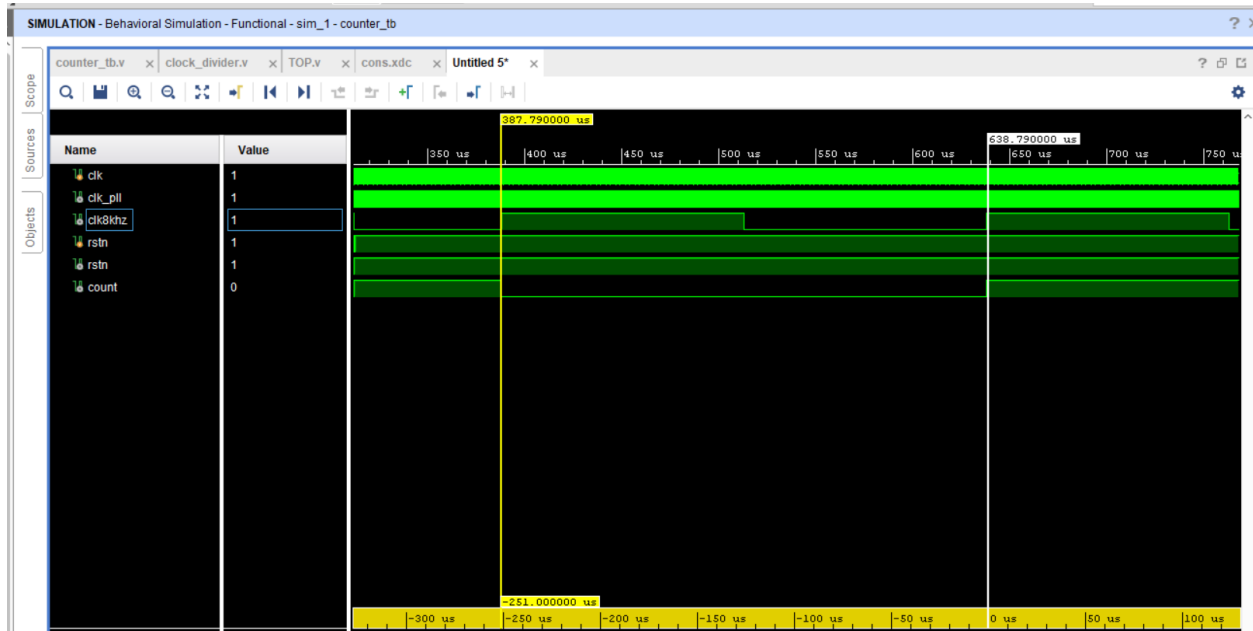 SIMULATION - Behavioral Simulation - Functional - sim_1 - counter_tb ?
counter_tb.v x clock_divider.v x TOP.v x cons.xdc x Untitled 5* x ?
Scope
Sources
Objects
387.790000 us
638.790000 us
Name Value
350 us 400 us 450 us 500 us 550 us 600 us 650 us 700 us 750 u
clk 1
clk_pll 1
clk8khz 1
rstn 1
rstn 1
count 0
-251.000000 us
-300 us -250 us -200 us -150 us -100 us -50 us 0 us 50 us 100 us